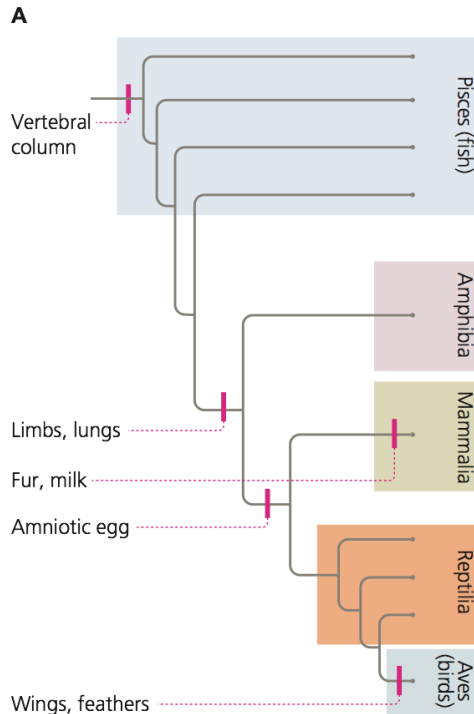 A
Vertebral
column
Pisces (fish)
Amphibia
Mammalia
Limbs, lungs
Fur, milk
Amniotic egg
Reptilia
Aves
(birds)
Wings, feathers